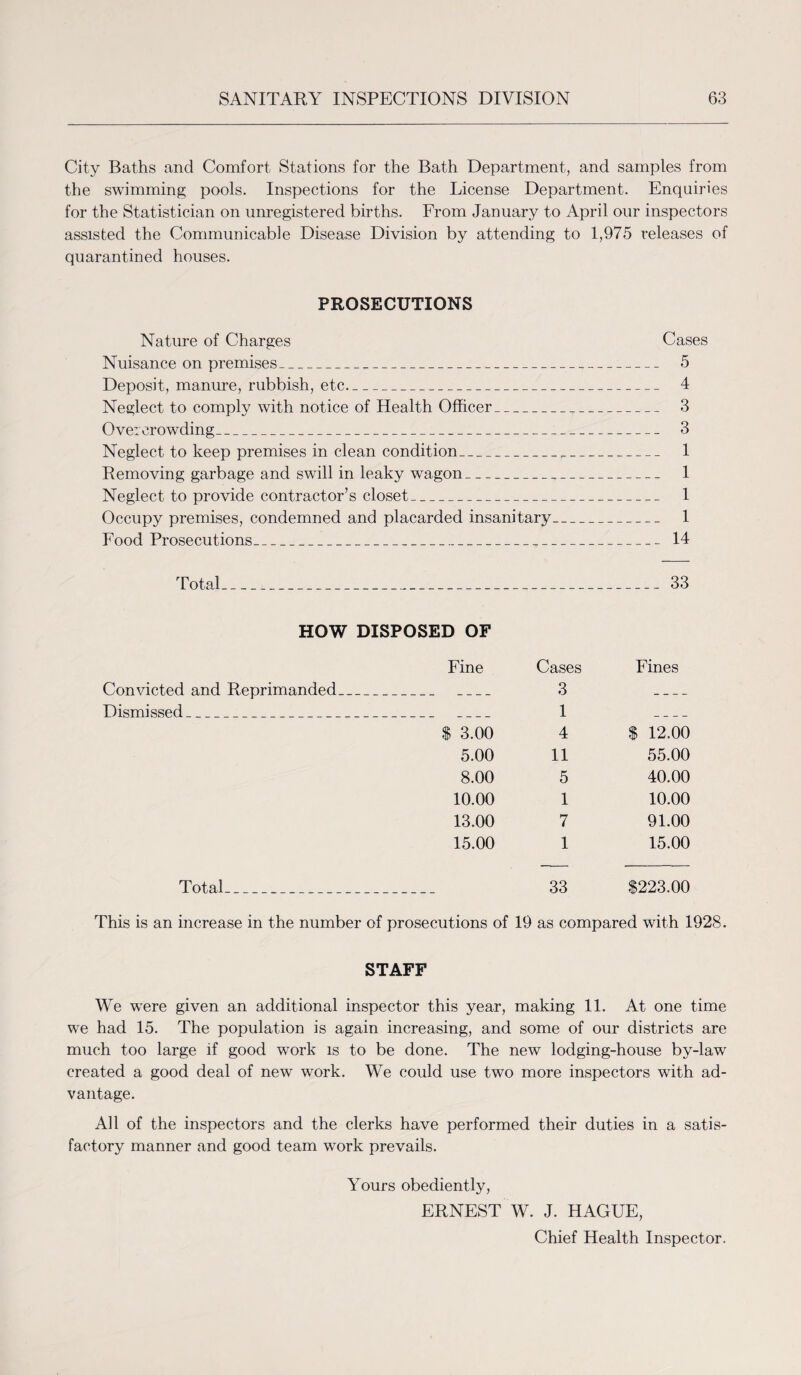 SANITARY INSPECTIONS DIVISION 63
City Baths and Comfort Stations for the Bath Department, and samples from
the swimming pools. Inspections for the License Department. Enquiries
for the Statistician on unregistered births. From January to April our inspectors
assisted the Communicable Disease Division by attending to 1,975 releases of
quarantined houses.
PROSECUTIONS
Nature of Charges Cases
Nuisance on premises 5
Deposit, manure, rubbish, etc. 4
Neglect to comply with notice of Health Officer 3
Overcrowding 3
Neglect to keep premises in clean condition 1
Removing garbage and swill in leaky wagon 1
Neglect to provide contractor's closet 1
Occupy premises, condemned and placarded insanitary 1
Food Prosecutions 14
Total 33
HOW DISPOSED OF
Fine Cases Fines
Convicted and Reprimanded ---- 3 ----
Dismissed ---- 1 ----
$ 3.00 4 $ 12.00
5.00 11 55.00
8.00 5 40.00
10.00 1 10.00
13.00 7 91.00
15.00 1 15.00
Total 33 $223.00
This is an increase in the number of prosecutions of 19 as compared with 1928.
STAFF
We were given an additional inspector this year, making 11. At one time
we had 15. The population is again increasing, and some of our districts are
much too large if good work is to be done. The new lodging-house by-law
created a good deal of new work. We could use two more inspectors with ad-
vantage.
All of the inspectors and the clerks have performed their duties in a satis-
factory manner and good team work prevails.
Yours obediently,
ERNEST W. J. HAGUE,
Chief Health Inspector.